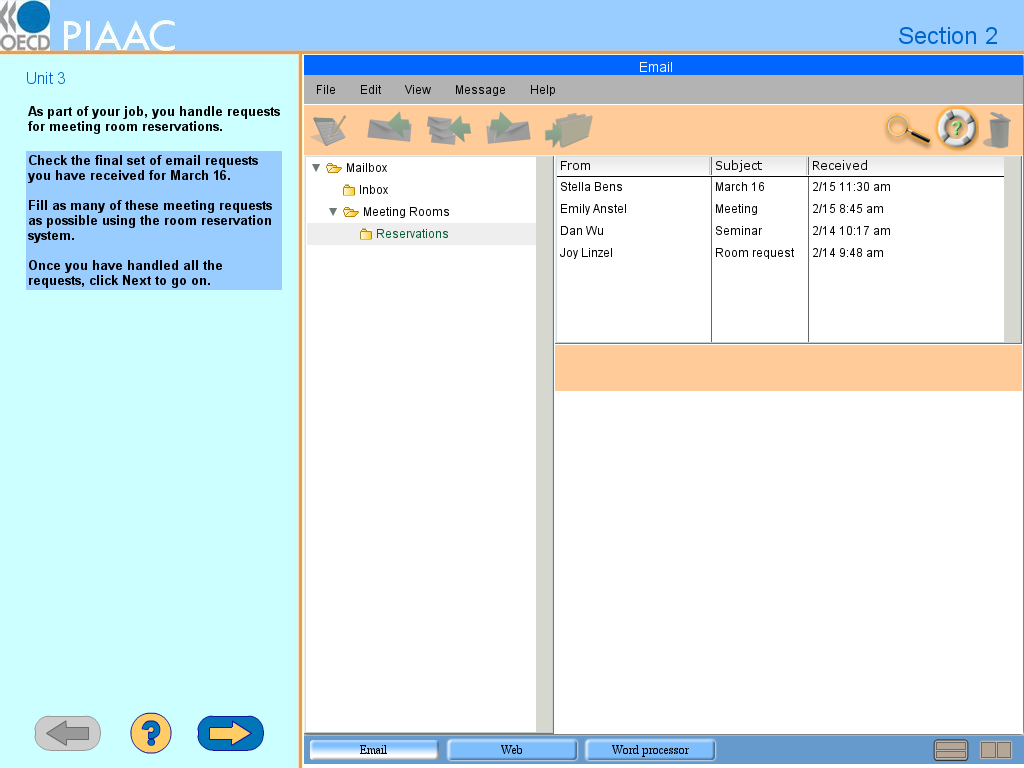 OECD PIAAC
Section 2
Unit 3
As part of your job, you handle requests
for meeting room reservations.
Check the final set of email requests
you have received for March 16.
Fill as many of these meeting requests
as possible using the room reservation
system.
Once you have handled all the
requests, click Next to go on.
?
Email
File Edit View Message Help
?
Mailbox
Inbox
Meeting Rooms
Reservations
From Subject Received
Stella Bens March 16 2/15 11:30 am
Emily Anstel Meeting 2/15 8:45 am
Dan Wu Seminar 2/14 10:17 am
Joy Linzel Room request 2/14 9:48 am
Email Web Word processor